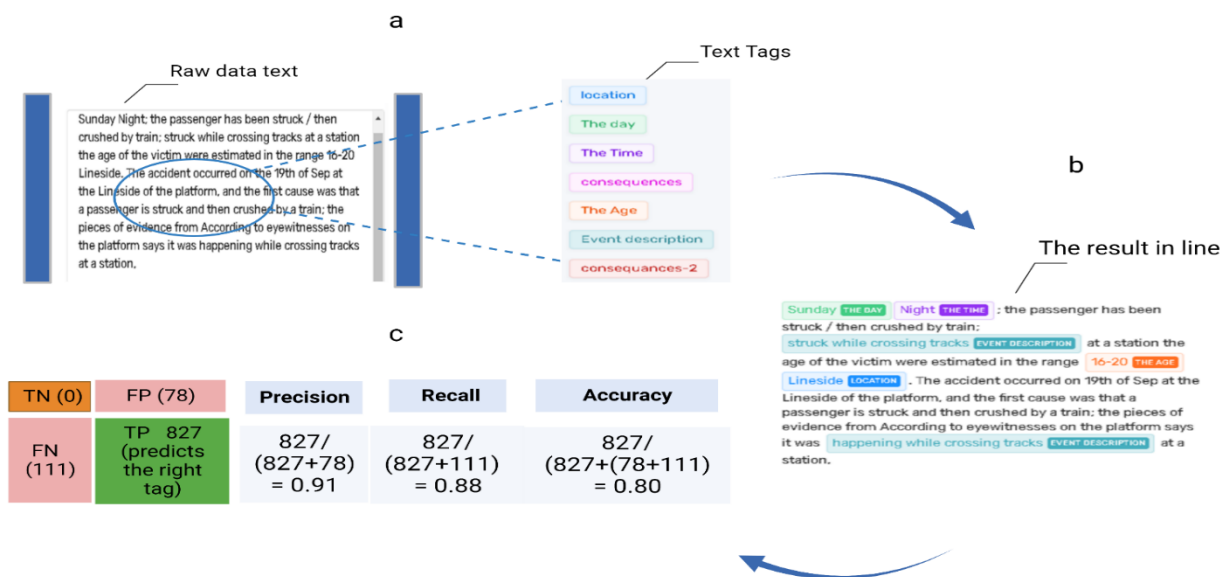 a
Raw data text
Sunday Night; the passenger has been struck / then
crushed by train; struck while crossing tracks at a station
the age of the victim were estimated in the range 16-20
Lineside. The accident occurred on the 19th of Sep at
the Lineside of the platform, and the first cause was that
a passenger is struck and then crushed by a train; the
pieces of evidence from According to eyewitnesses on
the platform says it was happening while crossing tracks
at a station,
Text Tags
location
The day
The Time
consequences
The Age
Event description
consequances-2
b
The result in line
Sunday THE DAY Night THE TIME ; the passenger has been
struck / then crushed by train;
struck while crossing tracks EVENT DESCRIPTION at a station the
age of the victim were estimated in the range 16-20 THE AGE
Lineside LOCATION . The accident occurred on 19th of Sep at the
Lineside of the platform, and the first cause was that a
passenger is struck and then crushed by a train; the pieces of
evidence from According to eyewitnesses on the platform says
it was happening while crossing tracks EVENT DESCRIPTION at a
station,
c
TN (0) FP (78) Precision Recall Accuracy
FN
(111)
TP 827
(predicts
the right
tag)
827/
(827+78)
= 0.91
827/
(827+111)
= 0.88
827/
(827+(78+111)
= 0.80